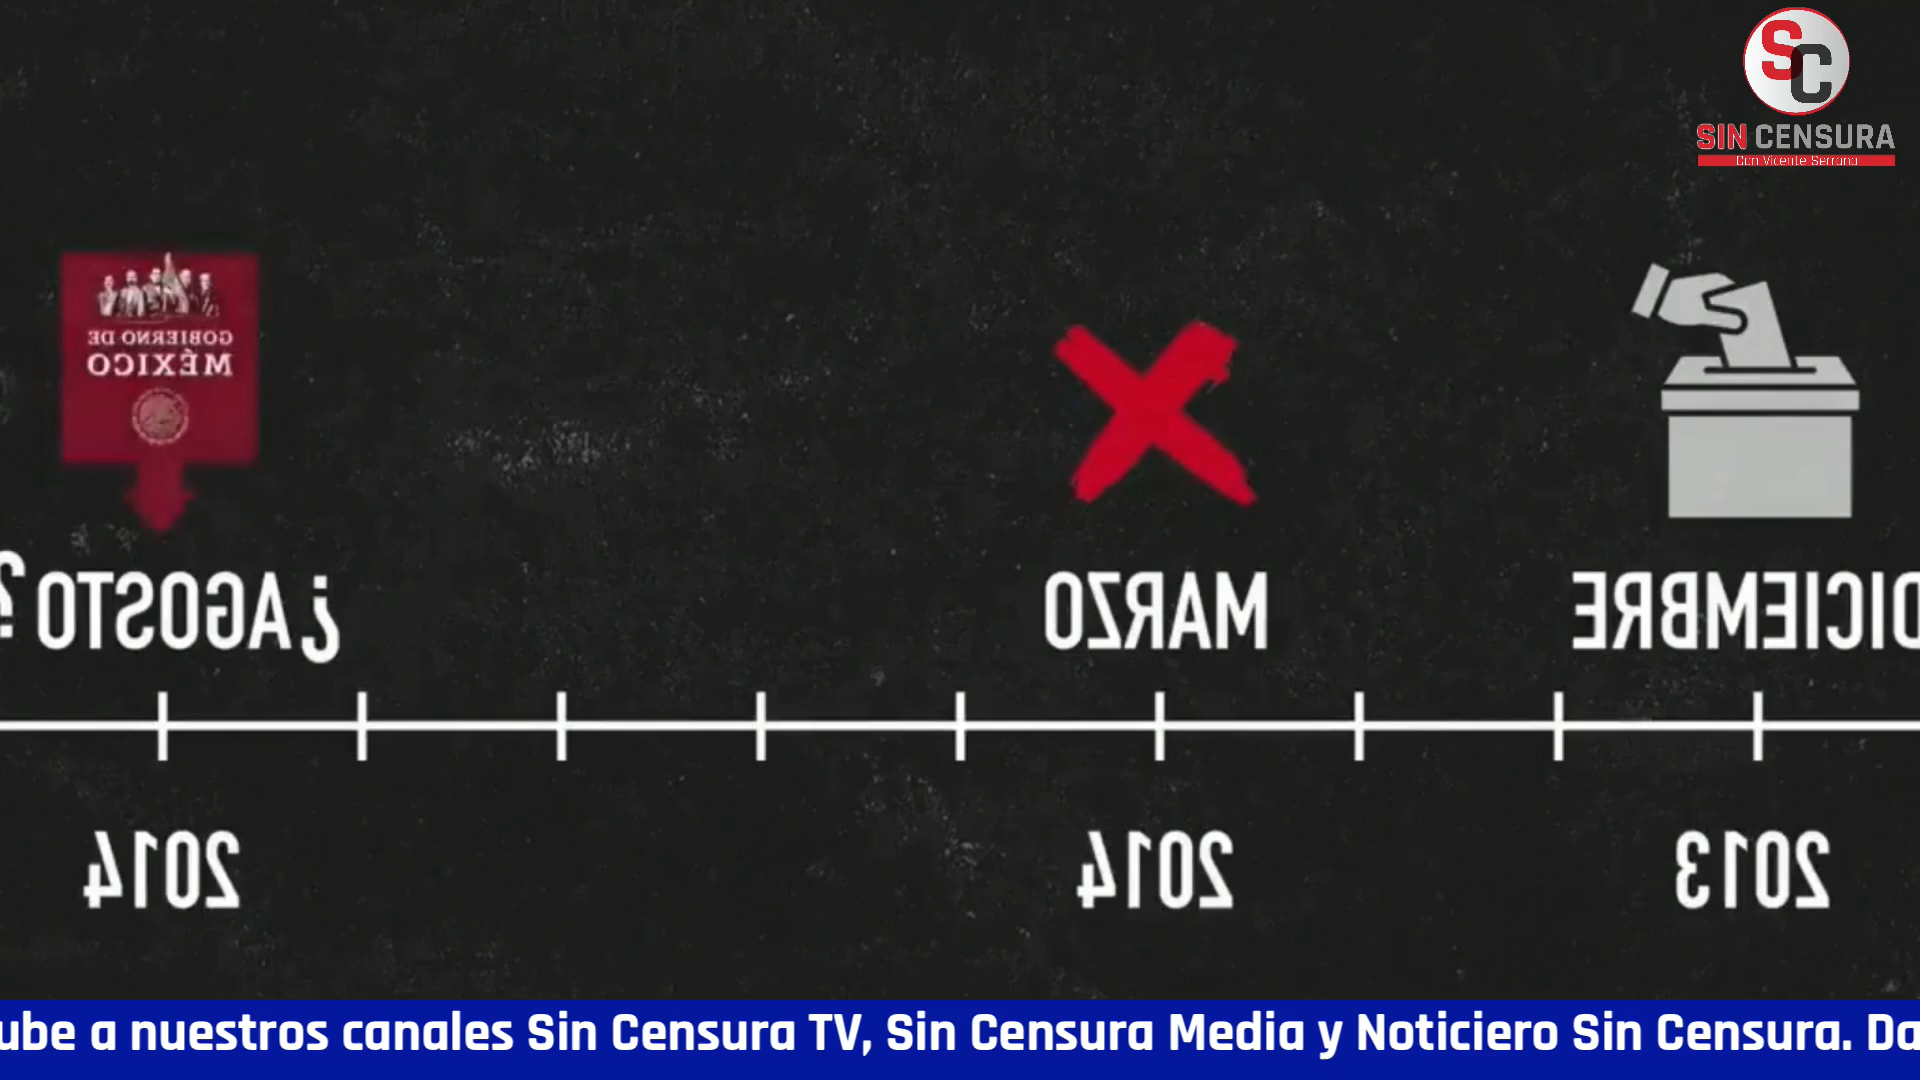 SC
SIN CENSURA
Con Vicente Serrano
GOBIERNO DE
MÉXICO
¿AGOSTO?
MARZO
DICIEMBRE
2014
2014
2013
ube a nuestros canales Sin Censura TV, Sin Censura Media y Noticiero Sin Censura. Da